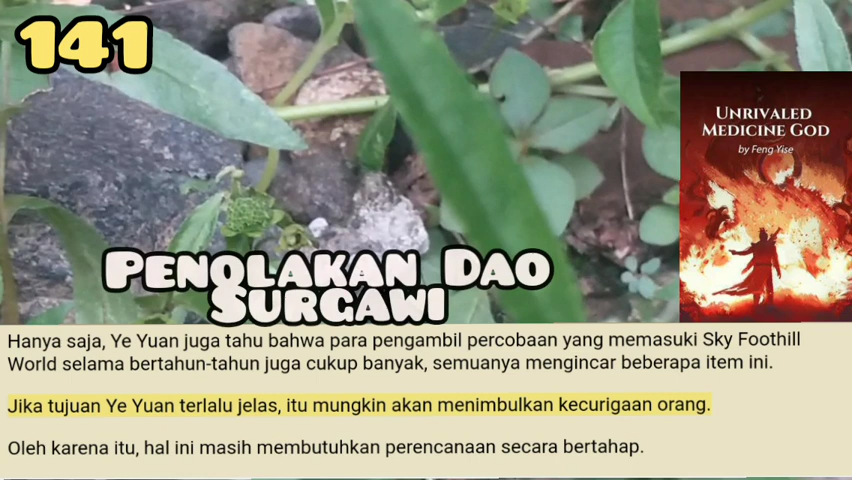 141
UNRIVALED
MEDICINE GOD
by Feng Yise
PENOLAKAN DAO
SURGAWI
Hanya saja, Ye Yuan juga tahu bahwa para pengambil percobaan yang memasuki Sky Foothill
World selama bertahun-tahun juga cukup banyak, semuanya mengincar beberapa item ini.
Jika tujuan Ye Yuan terlalu jelas, itu mungkin akan menimbulkan kecurigaan orang.
Oleh karena itu, hal ini masih membutuhkan perencanaan secara bertahap.